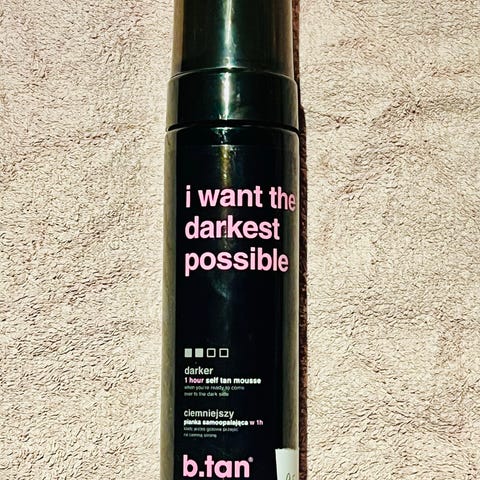 i want the
darkest
possible
darker
1 hour self tan mousse
when you're ready to come
over to the dark side
ciemniejszy
pianka samoopalająca w 1h
b.tan®